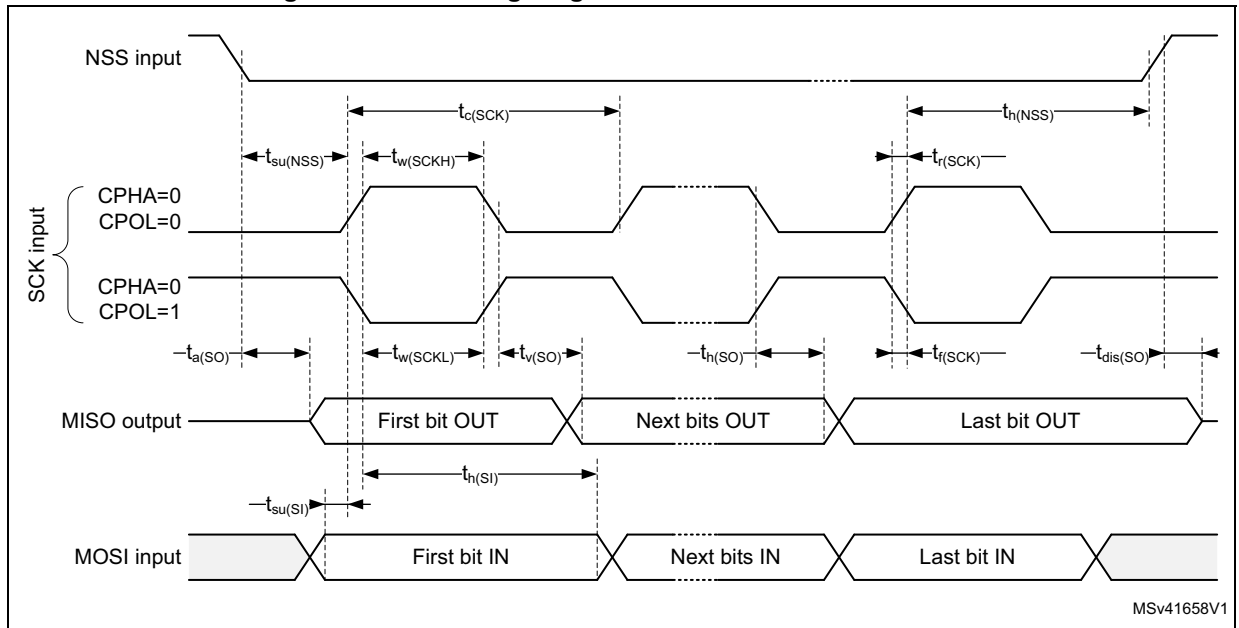 NSS input
tc(SCK)
th(NSS)
tsu(NSS)
tw(SCKH)
tr(SCK)
SCK input
CPHA=0
CPOL=0
CPHA=0
CPOL=1
ta(SO)
tw(SCKL)
tv(SO)
th(SO)
tf(SCK)
tdis(SO)
MISO output
First bit OUT
Next bits OUT
Last bit OUT
th(SI)
tsu(SI)
MOSI input
First bit IN
Next bits IN
Last bit IN
MSv41658V1